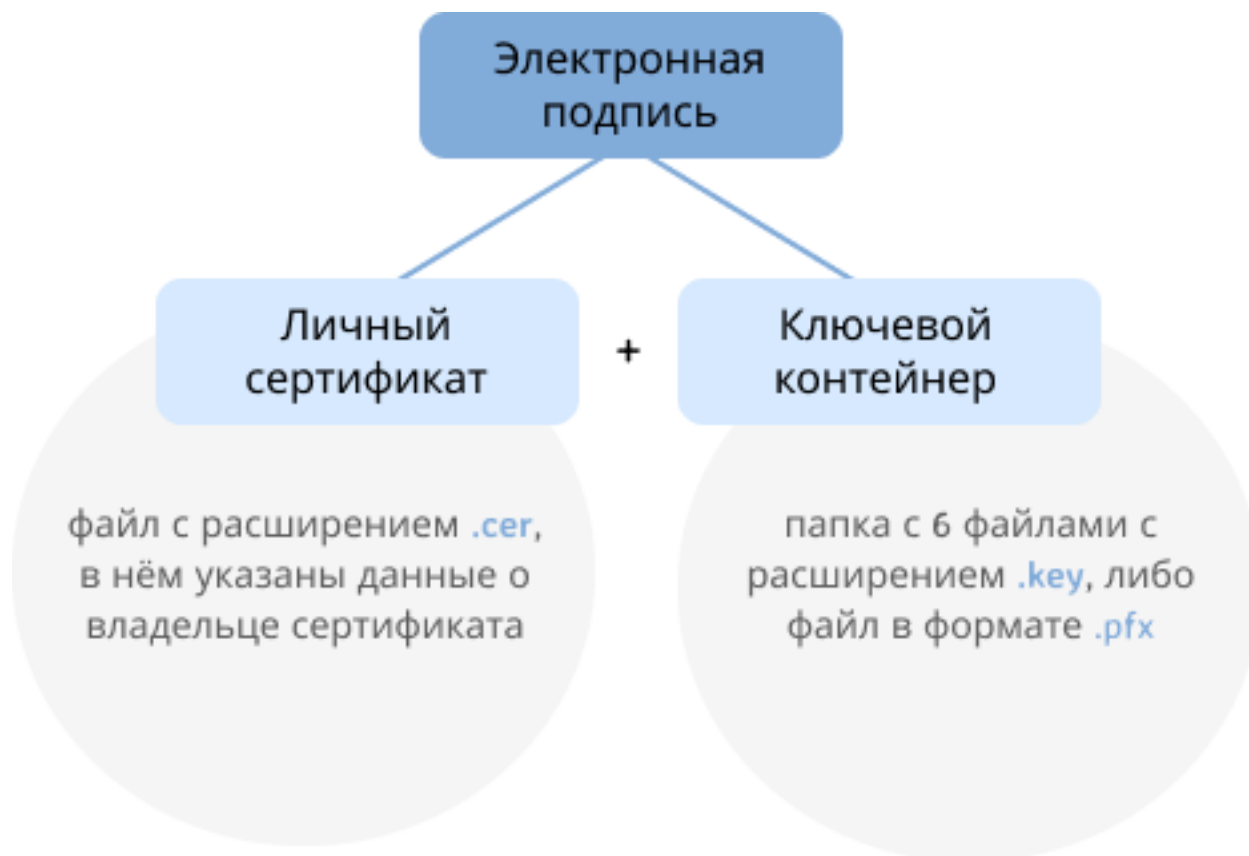 Электронная
подпись
Личный
сертификат
+
Ключевой
контейнер
файл с расширением .cer,
в нём указаны данные о
владельце сертификата
папка с 6 файлами с
расширением .key, либо
файл в формате .pfx